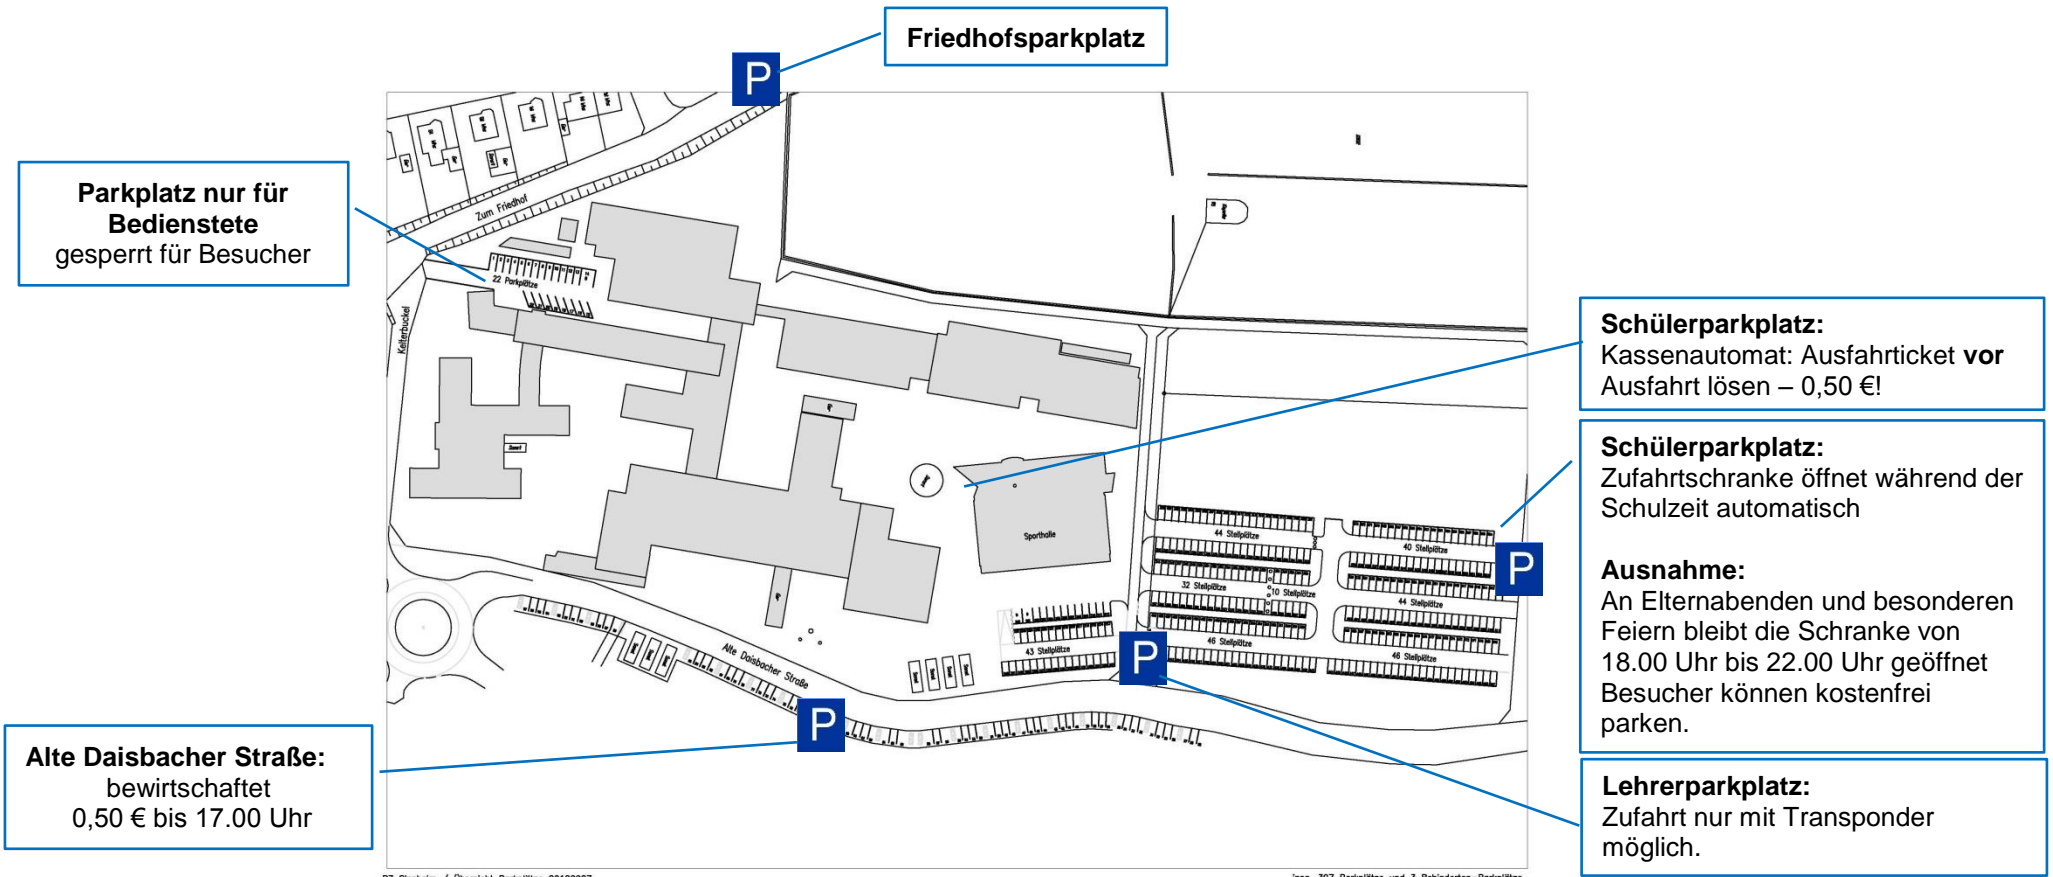 Friedhofsparkplatz
P
Parkplatz nur für
Bedienstete
gesperrt für Besucher
Zum Friedhof
22 Parkplätze
Kelterbuckel
Schülerparkplatz:
Kassenautomat: Ausfahrticket vor
Ausfahrt lösen – 0,50 €!
Schülerparkplatz:
Zufahrtschranke öffnet während der
Schulzeit automatisch
Ausnahme:
An Elternabenden und besonderen
Feiern bleibt die Schranke von
18.00 Uhr bis 22.00 Uhr geöffnet
Besucher können kostenfrei
parken.
Sporthalle
44 Stellplätze
40 Stellplätze
P
32 Stellplätze
10 Stellplätze
44 Stellplätze
43 Stellplätze
P
46 Stellplätze
46 Stellplätze
Alte Daisbacher Straße
P
Alte Daisbacher Straße:
bewirtschaftet
0,50 € bis 17.00 Uhr
Lehrerparkplatz:
Zufahrt nur mit Transponder
möglich.